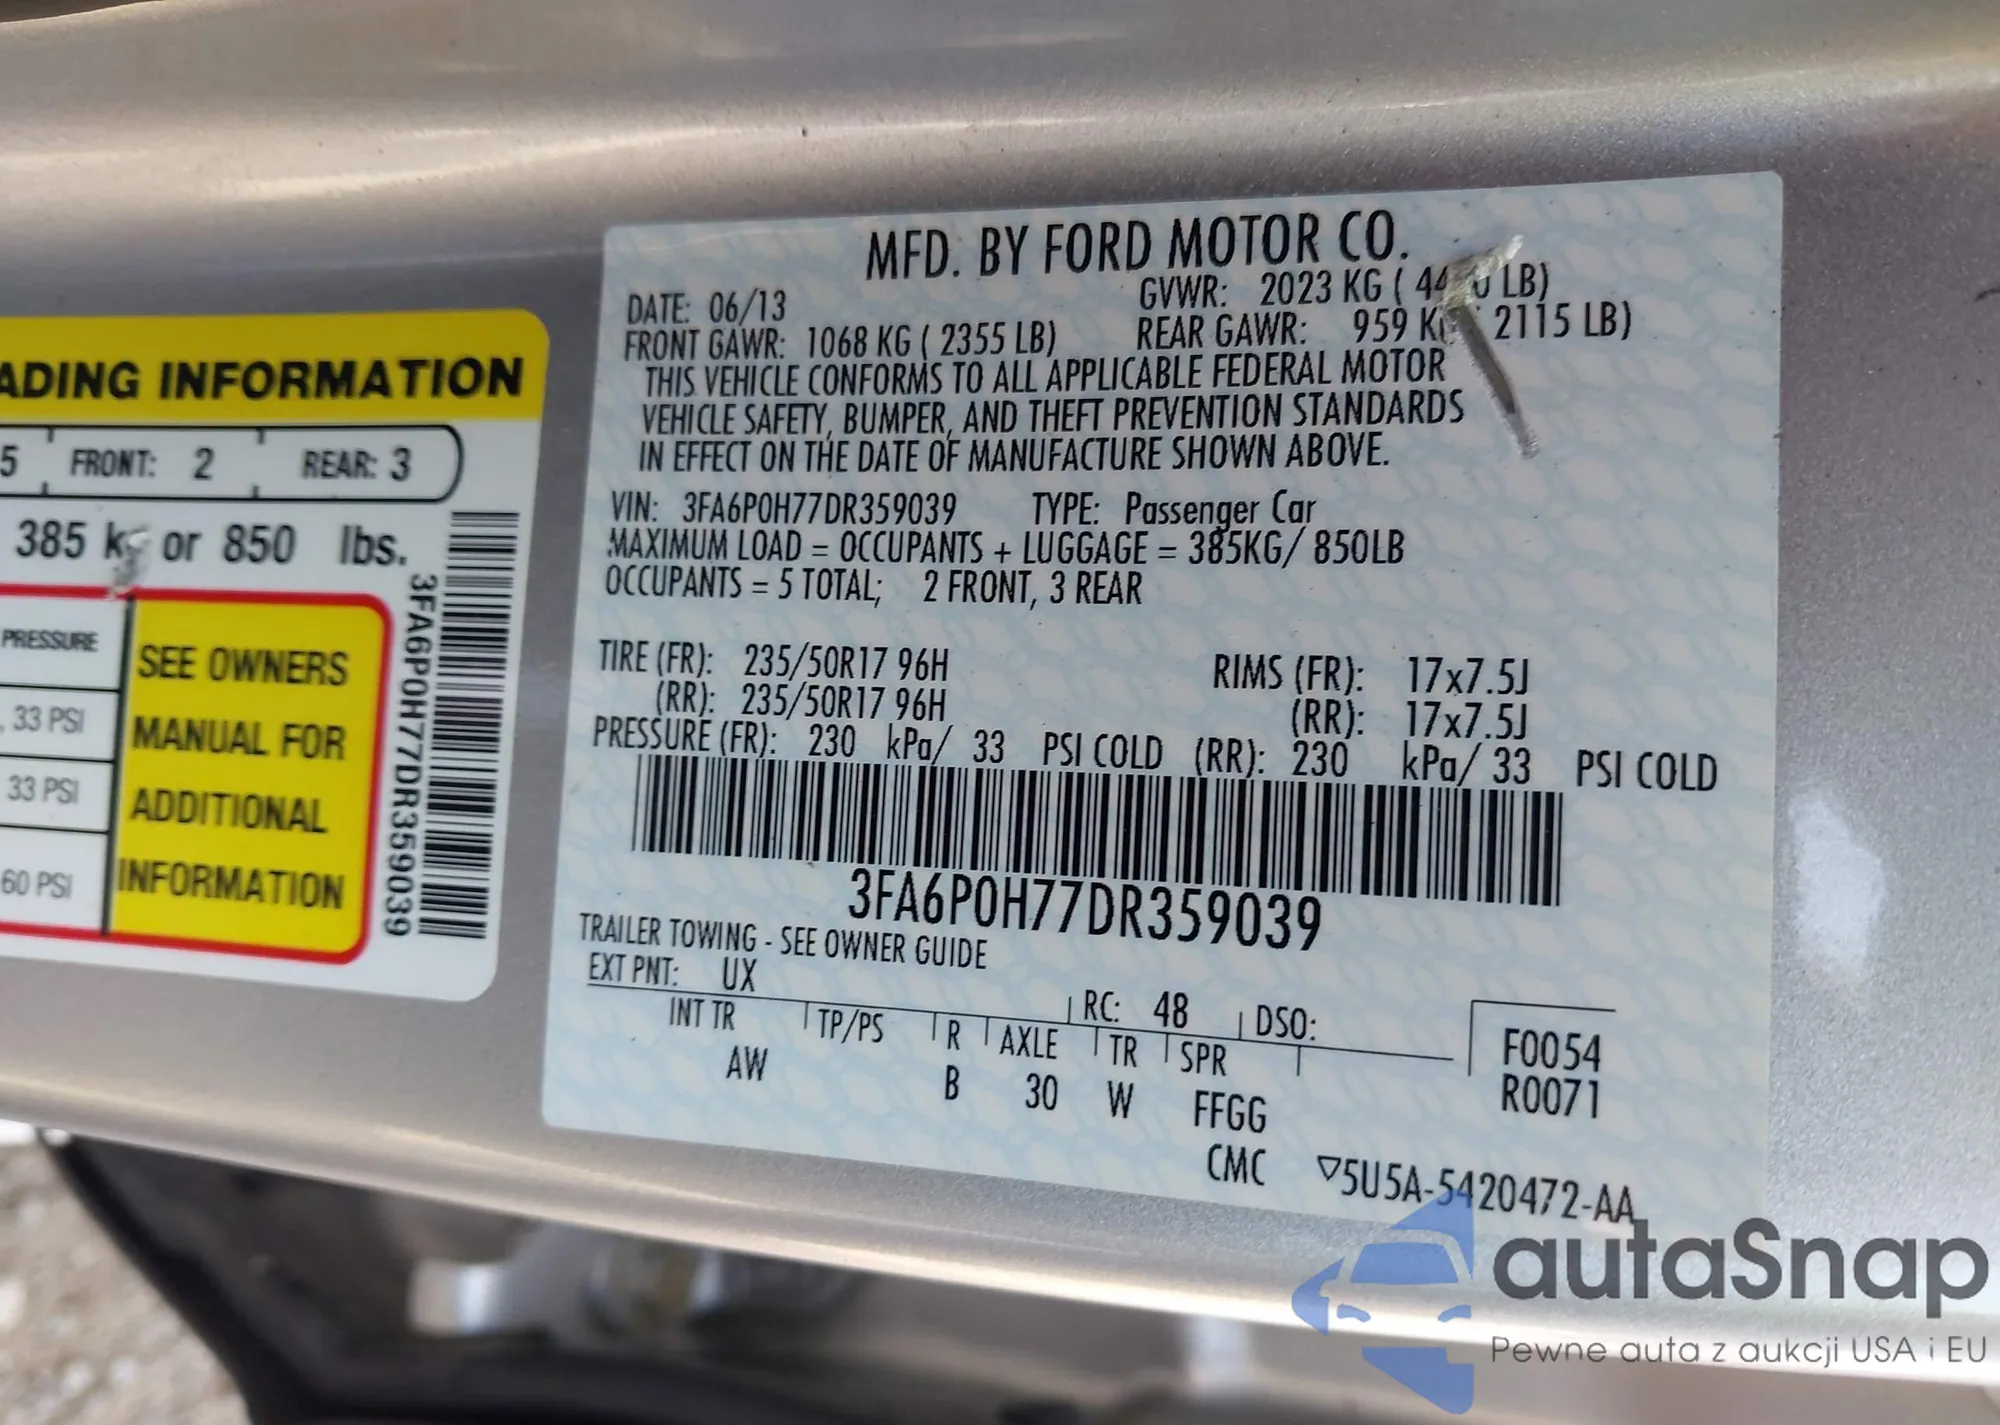 ADING INFORMATION
5 FRONT: 2 REAR: 3
385 kg or 850 lbs.
PRESSURE
33 PSI
33 PSI
60 PSI
SEE OWNERS
MANUAL FOR
ADDITIONAL
INFORMATION
3FA6P0H77DR359039
MFD. BY FORD MOTOR CO.
DATE: 06/13 GVWR: 2023 KG ( LB)
FRONT GAWR: 1068 KG ( 2355 LB) REAR GAWR: 959 2115 LB)
THIS VEHICLE CONFORMS TO ALL APPLICABLE FEDERAL MOTOR
VEHICLE SAFETY, BUMPER, AND THEFT PREVENTION STANDARDS
IN EFFECT ON THE DATE OF MANUFACTURE SHOWN ABOVE.
VIN: 3FA6P0H77DR359039 TYPE: Passenger Car
MAXIMUM LOAD = OCCUPANTS + LUGGAGE = 385KG/ 850LB
OCCUPANTS = 5 TOTAL; 2 FRONT, 3 REAR
TIRE (FR): 235/50R17 96H RIMS (FR): 17x7.5J
(RR): 235/50R17 96H (RR): 17x7.5J
PRESSURE (FR): 230 kPa/ 33 PSI COLD (RR): 230 kPa/ 33 PSI COLD
3FA6P0H77DR359039
TRAILER TOWING - SEE OWNER GUIDE
EXT PNT: UX RC: 48 DSO:
INT TR TP/PS R AXLE TR SPR F0054
AW B 30 W FFGG R0071
CMC ▽5U5A-5420472-AA
autaSnap
Pewne auta z aukcji USA i EU